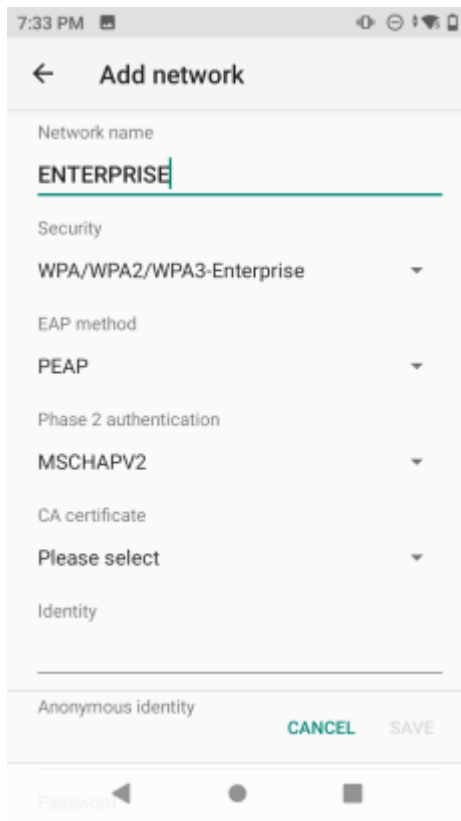 7:33 PM
Add network
Network name
ENTERPRISE
Security
WPA/WPA2/WPA3-Enterprise
EAP method
PEAP
Phase 2 authentication
MSCHAPV2
CA certificate
Please select
Identity
Anonymous identity
CANCEL SAVE
Password